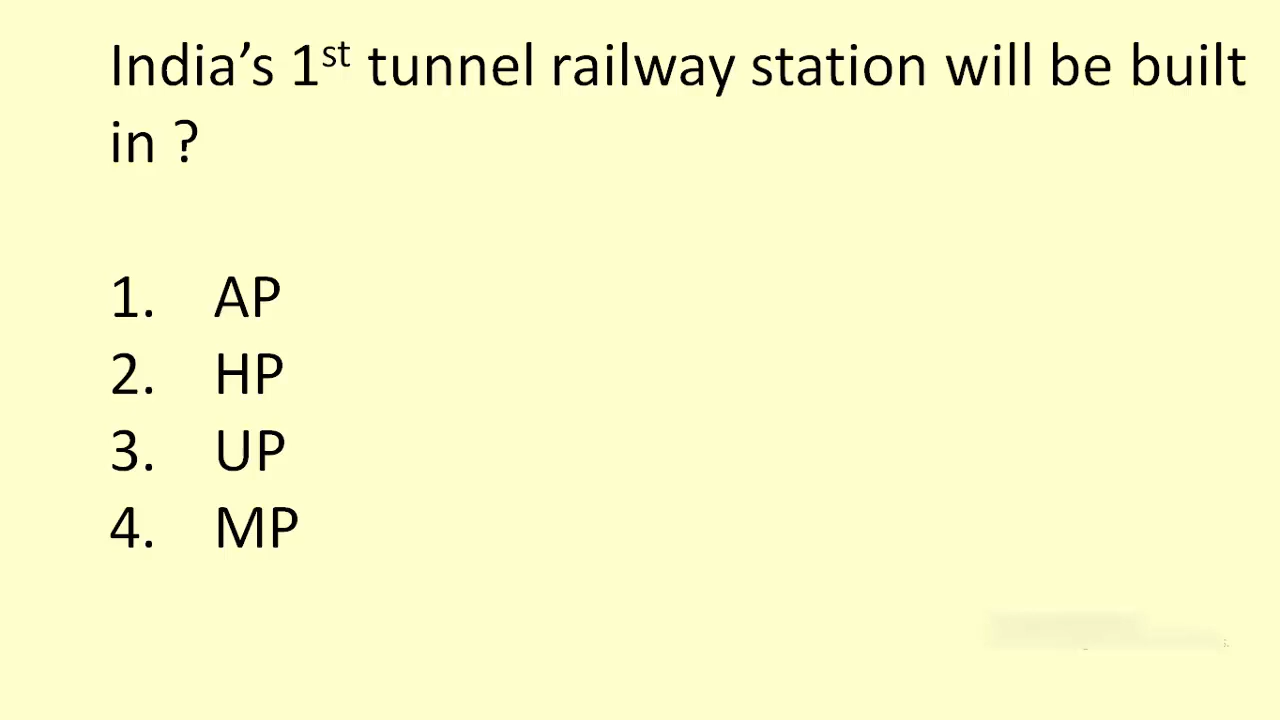 India’s 1st tunnel railway station will be built
in ?
1. AP
2. HP
3. UP
4. MP